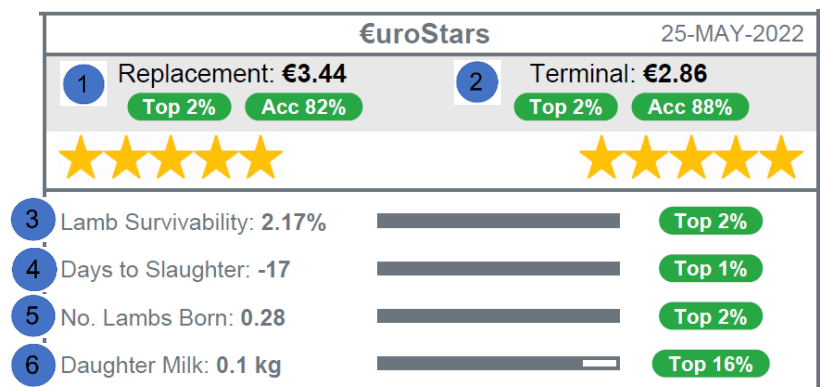 €uroStars 25-MAY-2022
1 Replacement: €3.44 2 Terminal: €2.86
Top 2% Acc 82% Top 2% Acc 88%
3 Lamb Survivability: 2.17% Top 2%
4 Days to Slaughter: -17 Top 1%
5 No. Lambs Born: 0.28 Top 2%
6 Daughter Milk: 0.1 kg Top 16%